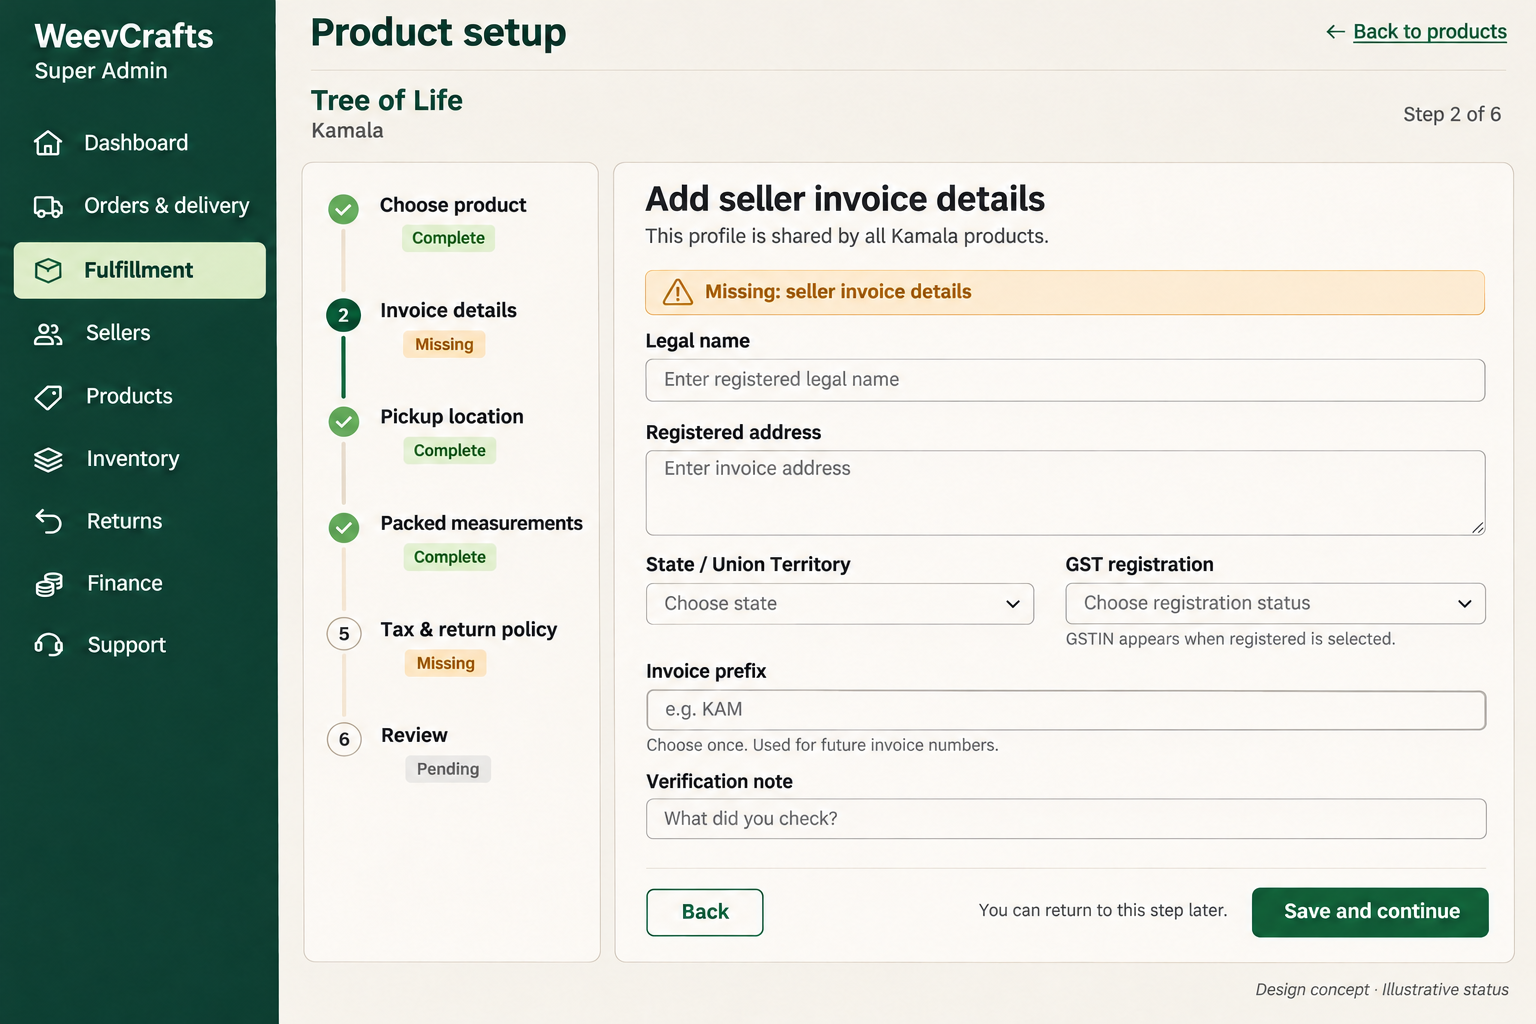 WeevCrafts
Super Admin
Dashboard
Orders & delivery
Fulfillment
Sellers
Products
Inventory
Returns
Finance
Support
Product setup
← Back to products
Tree of Life
Kamala
Step 2 of 6
Choose product
Complete
2
Invoice details
Missing
Pickup location
Complete
Packed measurements
Complete
5
Tax & return policy
Missing
6
Review
Pending
Add seller invoice details
This profile is shared by all Kamala products.
Missing: seller invoice details
Legal name
Enter registered legal name
Registered address
Enter invoice address
State / Union Territory
Choose state
GST registration
Choose registration status
GSTIN appears when registered is selected.
Invoice prefix
e.g. KAM
Choose once. Used for future invoice numbers.
Verification note
What did you check?
Back
You can return to this step later.
Save and continue
Design concept · Illustrative status